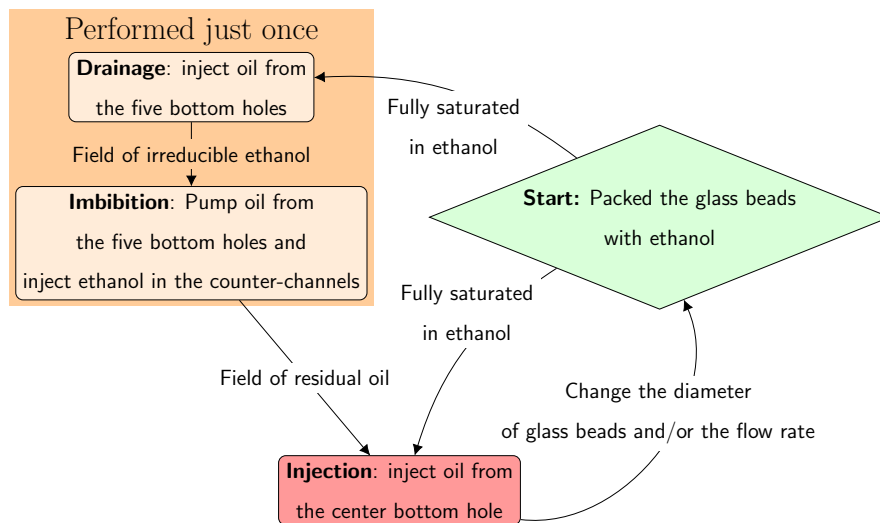 Performed just once
Drainage: inject oil from
the five bottom holes
Field of irreducible ethanol
Imbibition: Pump oil from
the five bottom holes and
inject ethanol in the counter-channels
Fully saturated
in ethanol
Start: Packed the glass beads
with ethanol
Fully saturated
in ethanol
Field of residual oil
Change the diameter
of glass beads and/or the flow rate
Injection: inject oil from
the center bottom hole